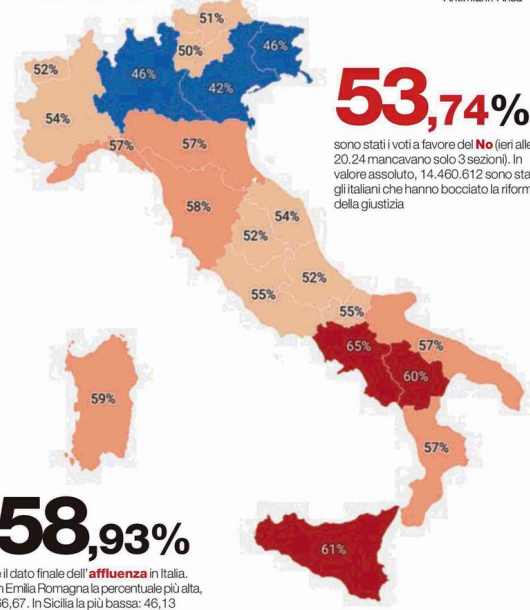 51%
50%
46%
52%
46%
42%
54%
57%
57%
58%
54%
52%
52%
55%
55%
65%
57%
60%
59%
57%
61%
53,74%
sono stati i voti a favore del No (ieri alle
20.24 mancavano solo 3 sezioni). In
valore assoluto, 14.460.612 sono sta
gli italiani che hanno bocciato la riform
della giustizia
58,93%
è il dato finale dell'affluenza in Italia.
n Emilia Romagna la percentuale più alta,
66,67. In Sicilia la più bassa: 46,13